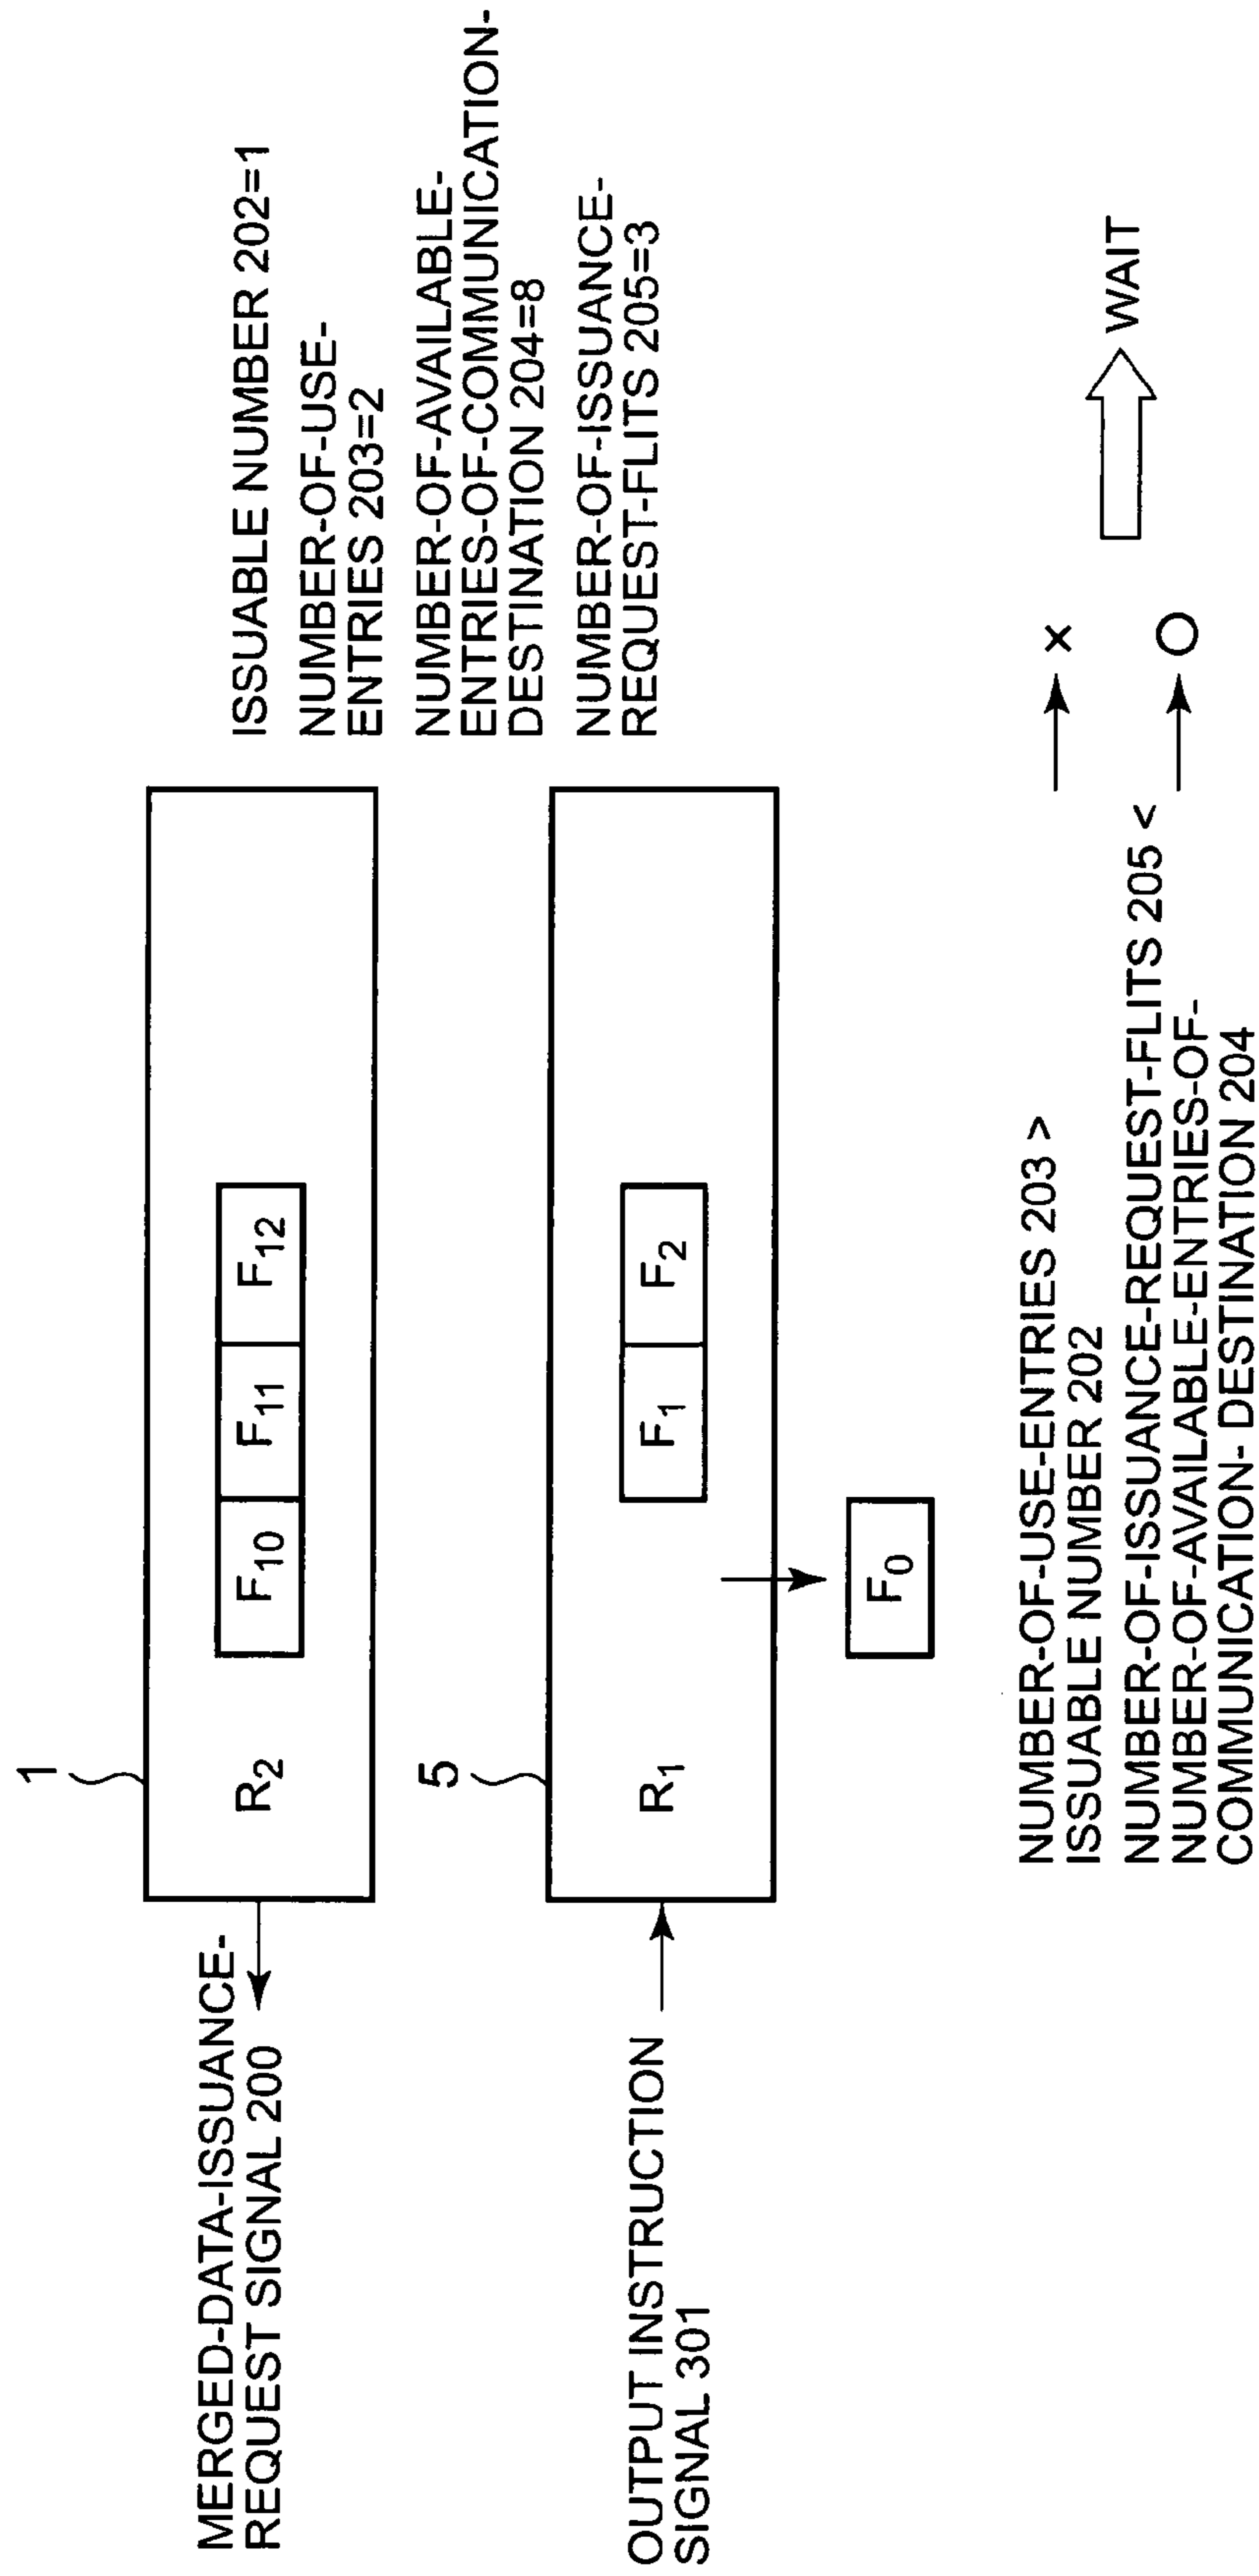 MERGED-DATA-ISSUANCE-
REQUEST SIGNAL 200
1
R2
F10
F11
F12
ISSUABLE NUMBER 202=1
NUMBER-OF-USE-
ENTRIES 203=2
NUMBER-OF-AVAILABLE-
ENTRIES-OF-COMMUNICATION-
DESTINATION 204=8
NUMBER-OF-ISSUANCE-
REQUEST-FLITS 205=3
OUTPUT INSTRUCTION
SIGNAL 301
5
R1
F1
F2
F0
NUMBER-OF-USE-ENTRIES 203 >
ISSUABLE NUMBER 202
×
NUMBER-OF-ISSUANCE-REQUEST-FLITS 205 <
NUMBER-OF-AVAILABLE-ENTRIES-OF-
COMMUNICATION- DESTINATION 204
○
WAIT